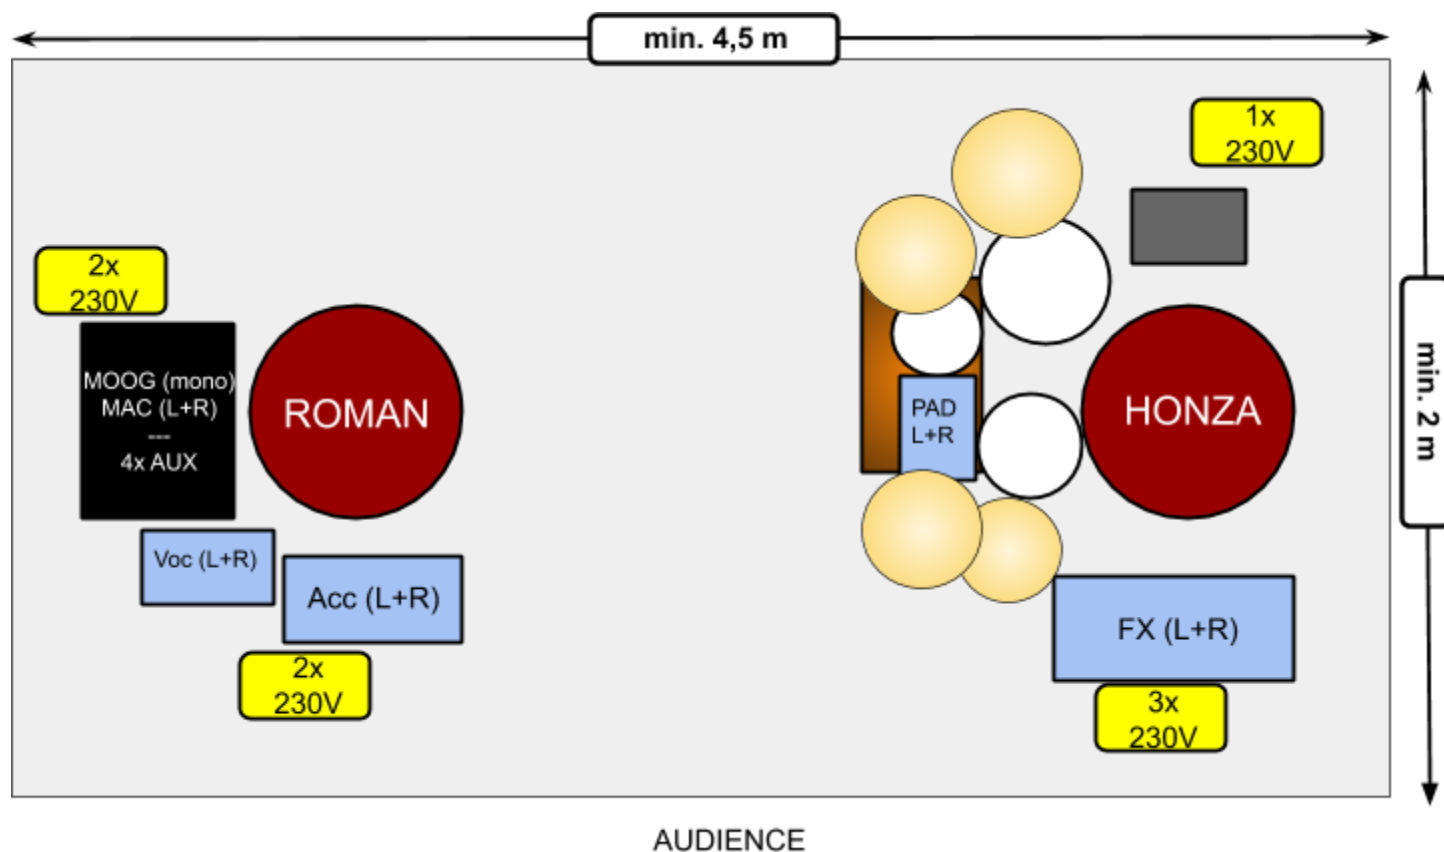 min. 4,5 m
1x
230V
2x
230V
MOOG (mono)
MAC (L+R)
---
4x AUX
ROMAN
PAD
L+R
HONZA
min. 2 m
Voc (L+R)
Acc (L+R)
FX (L+R)
2x
230V
3x
230V
AUDIENCE